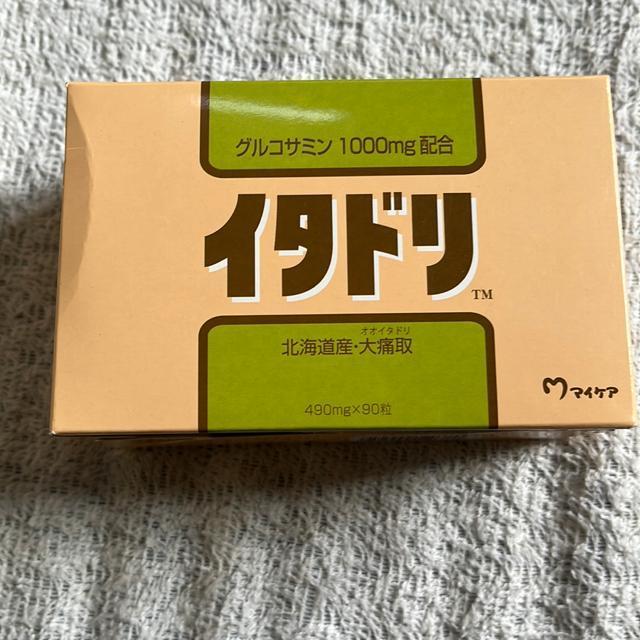 グルコサミン 1000mg 配合
イタドリ
TM
オオイタドリ
北海道産・大痛取
490mg×90粒
マイケア